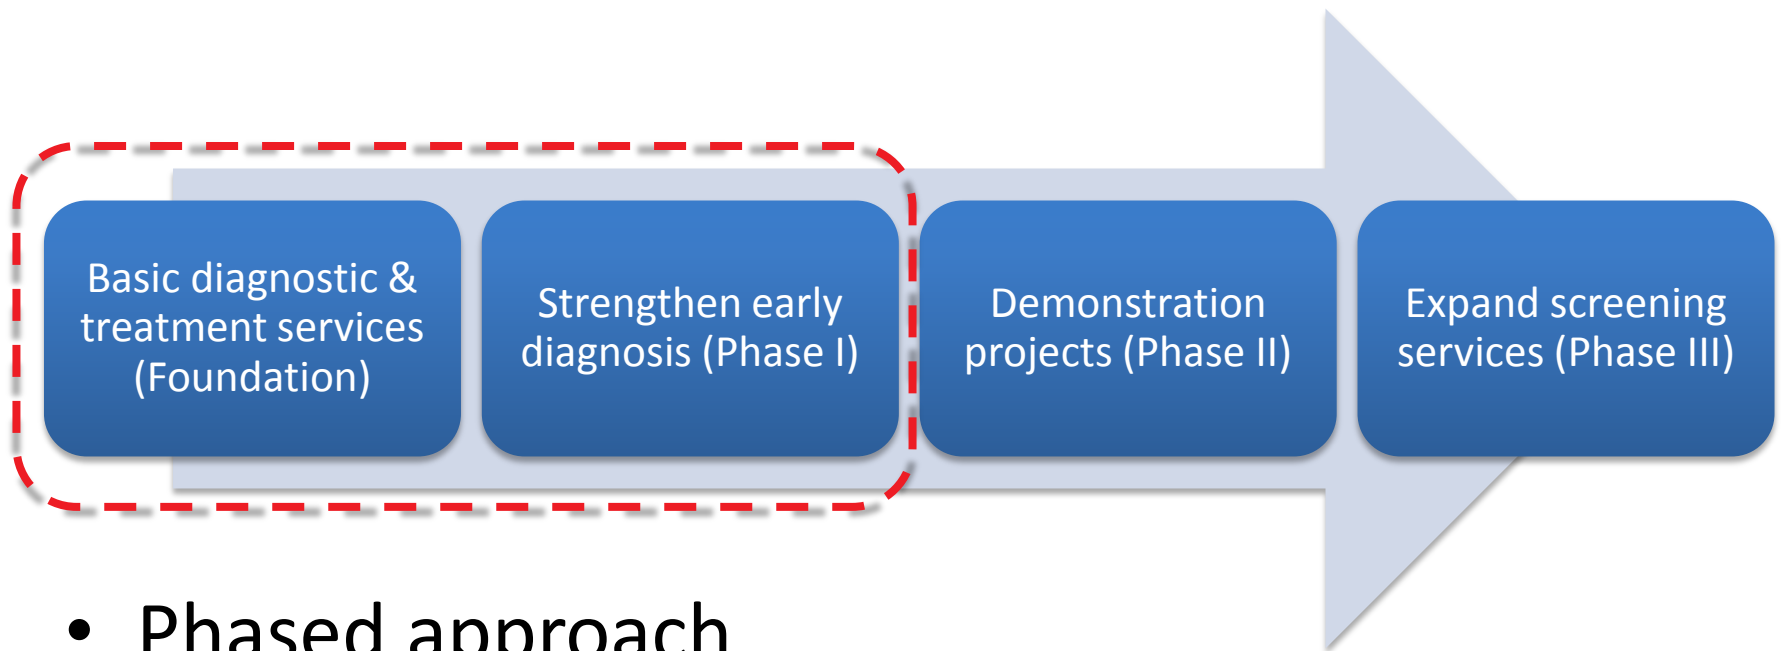 Basic diagnostic &
treatment services
(Foundation)
Strengthen early
diagnosis (Phase I)
Demonstration
projects (Phase II)
Expand screening
services (Phase III)
• Phased approach